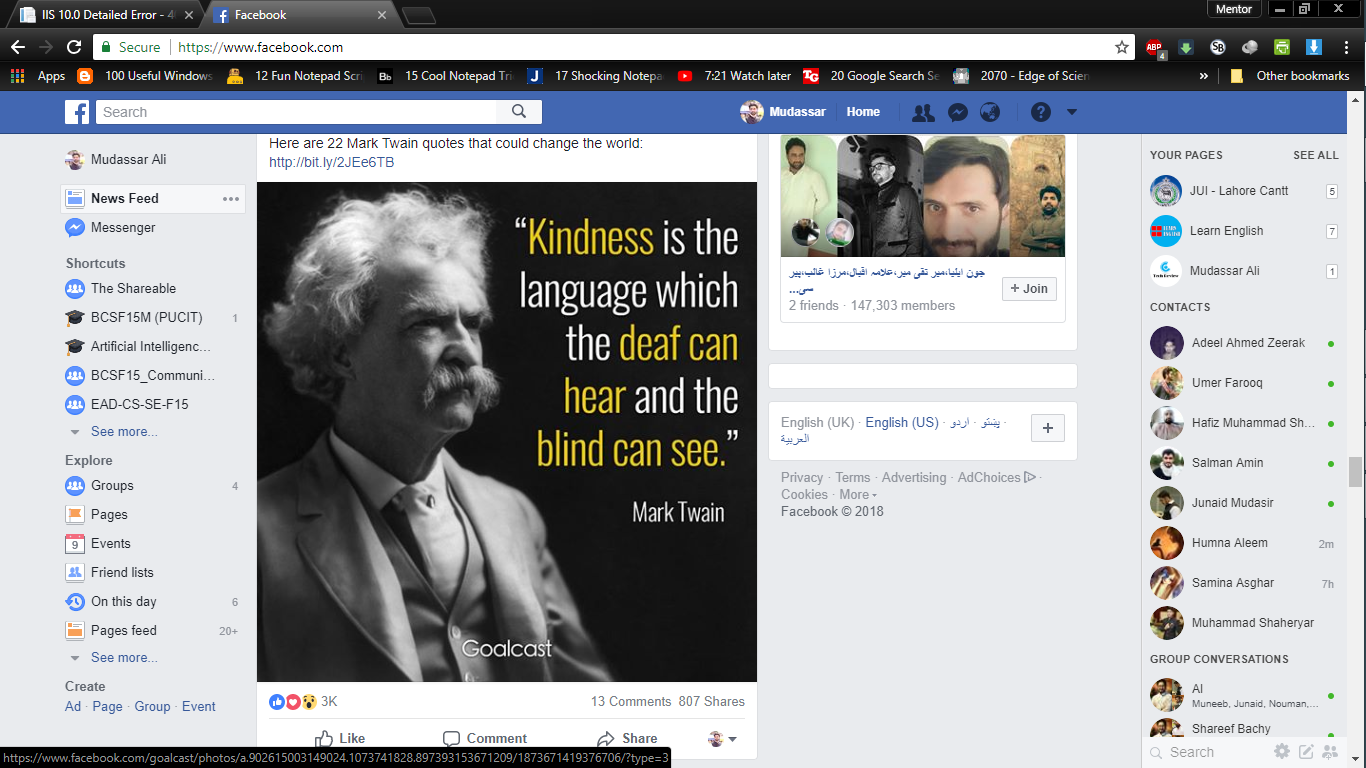 IIS 10.0 Detailed Error - 4
Facebook
Mentor
Secure
https://www.facebook.com
ABP
4
SB
Apps
100 Useful Windows
12 Fun Notepad Scri
Bb
15 Cool Notepad Tri
J
17 Shocking Notepa
7:21 Watch later
TG
20 Google Search Se
2070 - Edge of Scien
»
Other bookmarks
Search
Mudassar
Home
Mudassar Ali
News Feed
Messenger
Shortcuts
The Shareable
BCSF15M (PUCIT) 1
Artificial Intelligenc...
BCSF15_Communi...
EAD-CS-SE-F15
See more...
Explore
Groups 4
Pages
9 Events
Friend lists
On this day 6
Pages feed 20+
See more...
Create
Ad · Page · Group · Event
Here are 22 Mark Twain quotes that could change the world:
http://bit.ly/2JEe6TB
“Kindness is the
language which
the deaf can
hear and the
blind can see.”
Mark Twain
Goalcast
3K
13 Comments 807 Shares
Like Comment Share
جون ایلیا،میر تقی میر،علامہ اقبال،مرزا غالب،پیر
سی...
2 friends · 147,303 members
+ Join
English (UK) · English (US) · اردو · پښتو ·
العربية
+
Privacy · Terms · Advertising · AdChoices ·
Cookies · More
Facebook © 2018
YOUR PAGES SEE ALL
JUI - Lahore Cantt 5
Learn English 7
Mudassar Ali 1
CONTACTS
Adeel Ahmed Zeerak
Umer Farooq
Hafiz Muhammad Sh...
Salman Amin
Junaid Mudasir
Humna Aleem 2m
Samina Asghar 7h
Muhammad Shaheryar
GROUP CONVERSATIONS
AI
Muneeb, Junaid, Nouman,...
Shareef Bachy
Search
https://www.facebook.com/goalcast/photos/a.902615003149024.1073741828.897393153671209/1873671419376706/?type=3